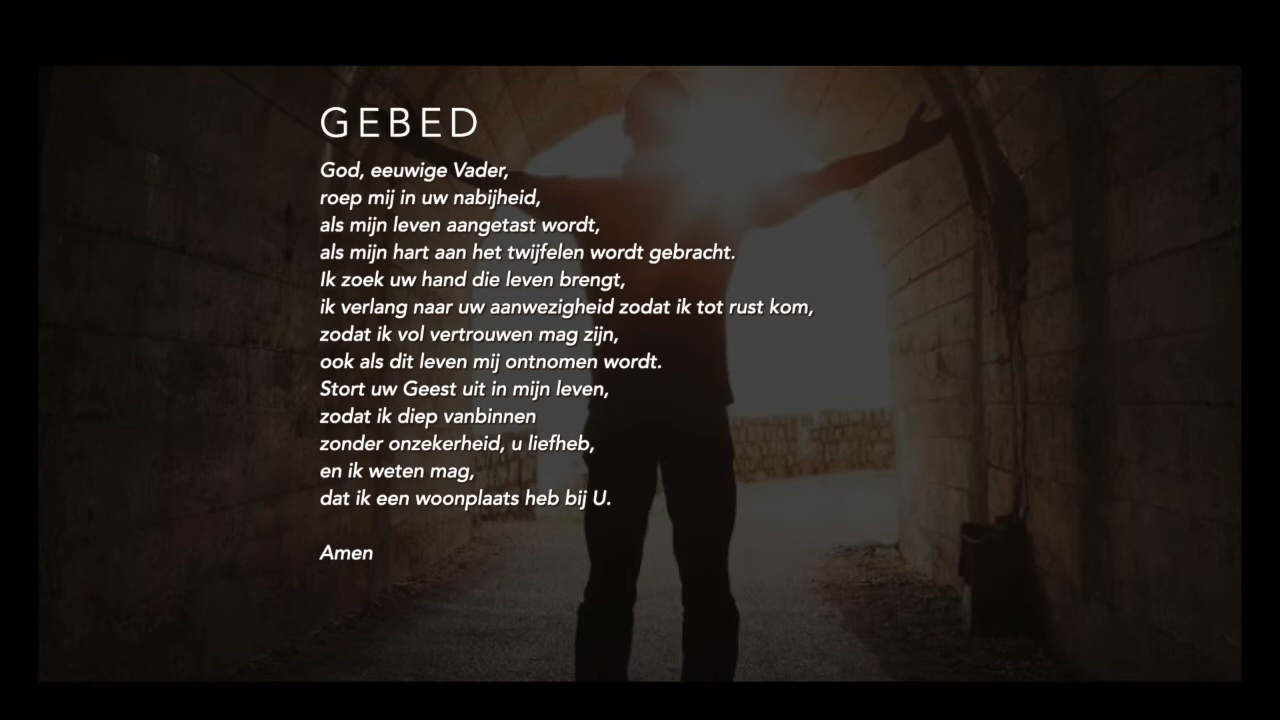 GEBED
God, eeuwige Vader,
roep mij in uw nabijheid,
als mijn leven aangetast wordt,
als mijn hart aan het twijfelen wordt gebracht.
Ik zoek uw hand die leven brengt,
ik verlang naar uw aanwezigheid zodat ik tot rust kom,
zodat ik vol vertrouwen mag zijn,
ook als dit leven mij ontnomen wordt.
Stort uw Geest uit in mijn leven,
zodat ik diep vanbinnen
zonder onzekerheid, u liefheb,
en ik weten mag,
dat ik een woonplaats heb bij U.
Amen